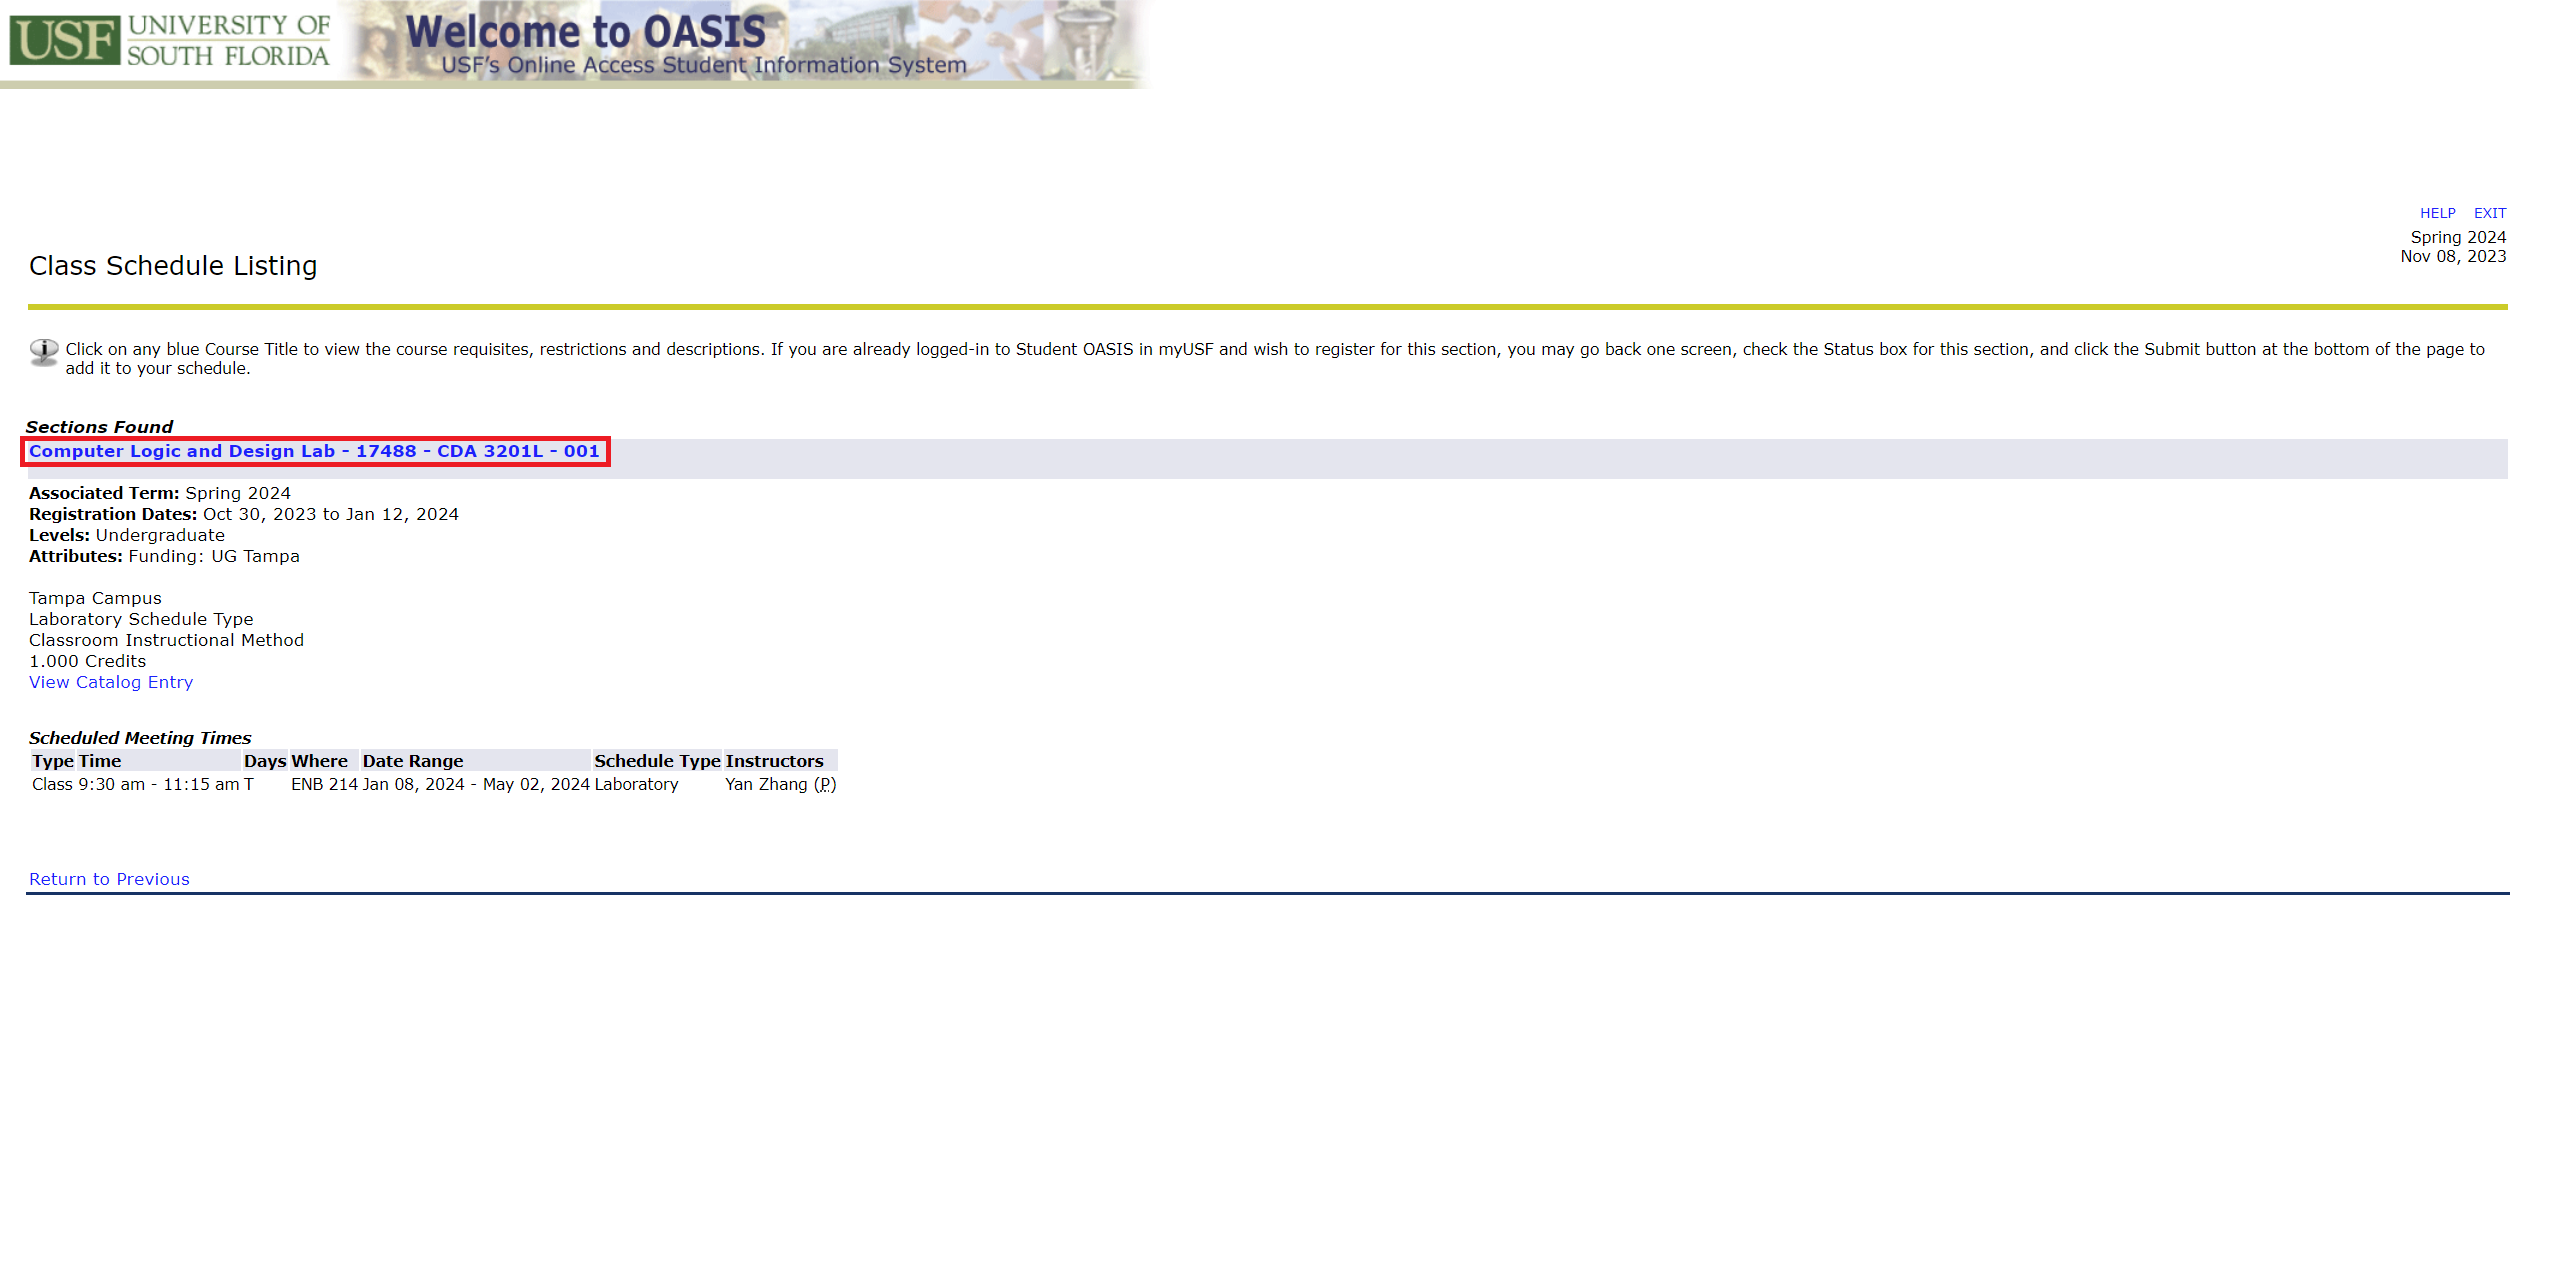 USF UNIVERSITY OF
SOUTH FLORIDA
Welcome to OASIS
USF's Online Access Student Information System
HELP EXIT
Spring 2024
Nov 08, 2023
Class Schedule Listing
Click on any blue Course Title to view the course requisites, restrictions and descriptions. If you are already logged-in to Student OASIS in myUSF and wish to register for this section, you may go back one screen, check the Status box for this section, and click the Submit button at the bottom of the page to
add it to your schedule.
Sections Found
Computer Logic and Design Lab - 17488 - CDA 3201L - 001
Associated Term: Spring 2024
Registration Dates: Oct 30, 2023 to Jan 12, 2024
Levels: Undergraduate
Attributes: Funding: UG Tampa
Tampa Campus
Laboratory Schedule Type
Classroom Instructional Method
1.000 Credits
View Catalog Entry
Scheduled Meeting Times
Type Time Days Where Date Range Schedule Type Instructors
Class 9:30 am - 11:15 am T ENB 214 Jan 08, 2024 - May 02, 2024 Laboratory Yan Zhang (P)
Return to Previous